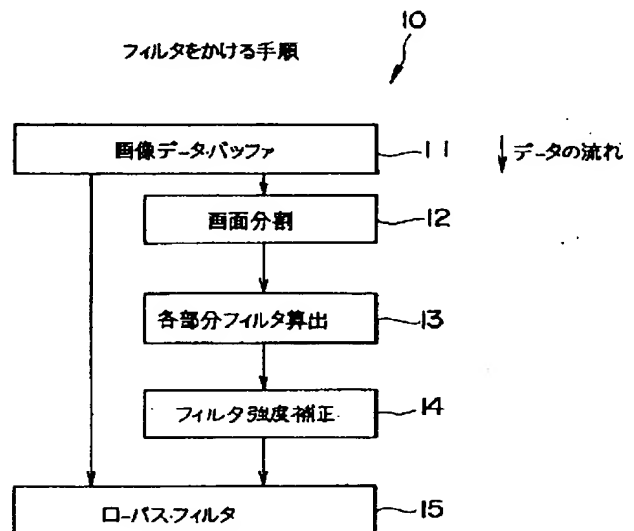 10
フィルタをかける手順
画像データ・バッファ 11 データの流れ
画面分割 12
各部分フィルタ算出 13
フィルタ強度補正 14
ローパス・フィルタ 15